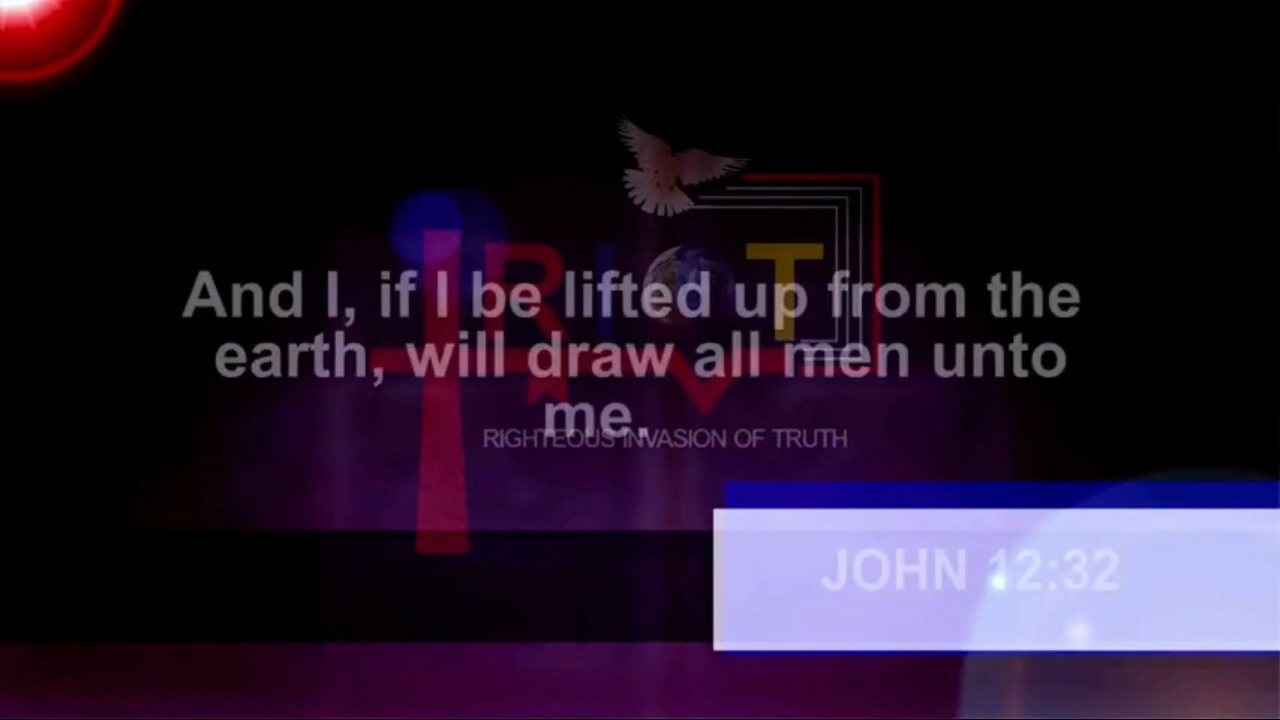 RIOT
And I, if I be lifted up from the
earth, will draw all men unto
me.
RIGHTEOUS INVASION OF TRUTH
JOHN 12:32